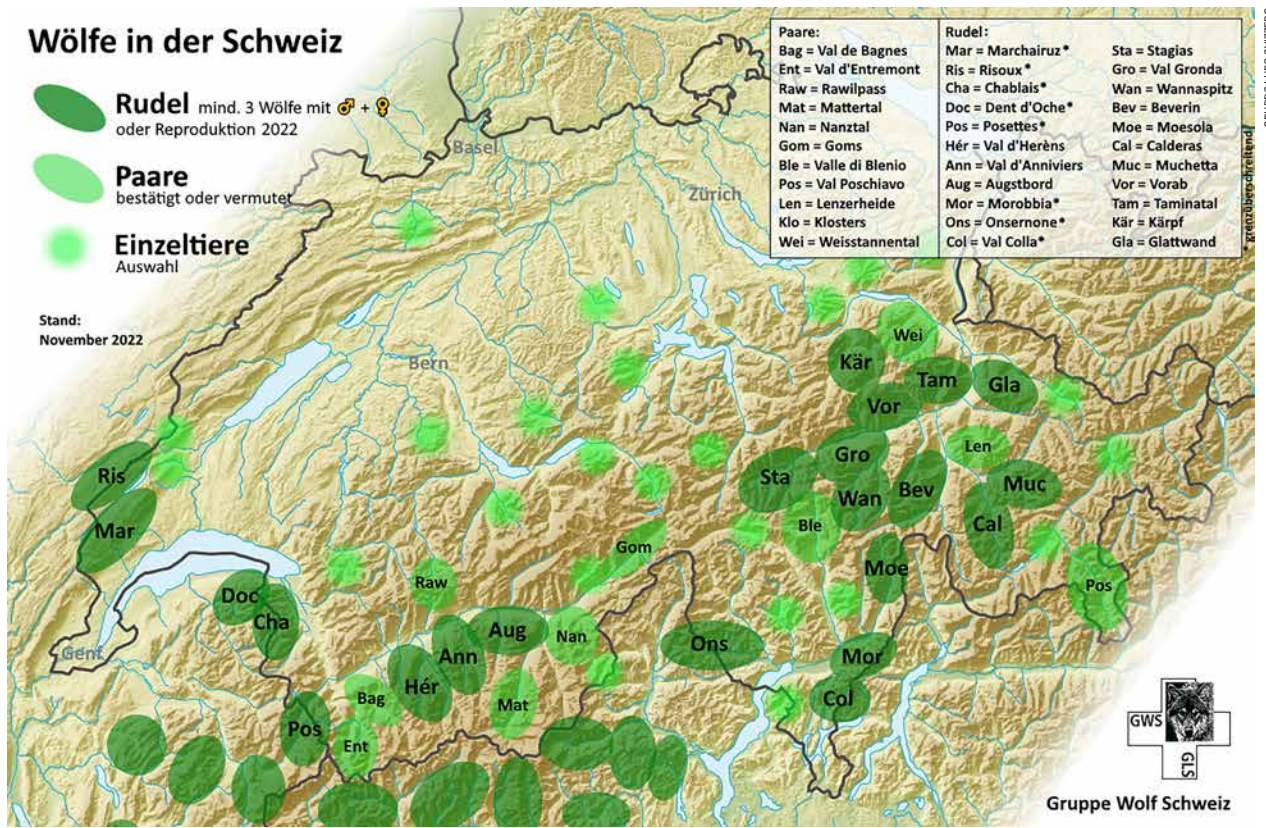 Wölfe in der Schweiz
Rudel mind. 3 Wölfe mit ♂ + ♀
oder Reproduktion 2022
Paare
bestätigt oder vermutet
Einzeltiere
Auswahl
Stand:
November 2022
Paare:
Bag = Val de Bagnes
Ent = Val d'Entremont
Raw = Rawilpass
Mat = Mattertal
Nan = Nanztal
Gom = Goms
Ble = Valle di Blenio
Pos = Val Poschiavo
Len = Lenzerheide
Klo = Klosters
Wei = Weisstannental
Rudel:
Mar = Marchairuz*
Ris = Risoux*
Cha = Chablais*
Doc = Dent d'Oche*
Pos = Posettes*
Hér = Val d'Herèns
Ann = Val d'Anniviers
Aug = Augstbord
Mor = Morobbia*
Ons = Onsernone*
Col = Val Colla*
Sta = Stagias
Gro = Val Gronda
Wan = Wannaspitz
Bev = Beverin
Moe = Moesola
Cal = Calderas
Muc = Muchetta
Vor = Vorab
Tam = Taminatal
Kär = Kärpf
Gla = Glattwand
* grenzüberschreitend
Basel
Zürich
Bern
Genf
Wei
Kär
Tam
Gla
Vor
Len
Gro
Sta
Wan
Bev
Muc
Ble
Cal
Ris
Mar
Gom
Moe
Raw
Pos
Doc
Cha
Aug
Nan
Ann
Ons
Mor
Hér
Bag
Mat
Col
Pos
Ent
GWS
GLS
Gruppe Wolf Schweiz